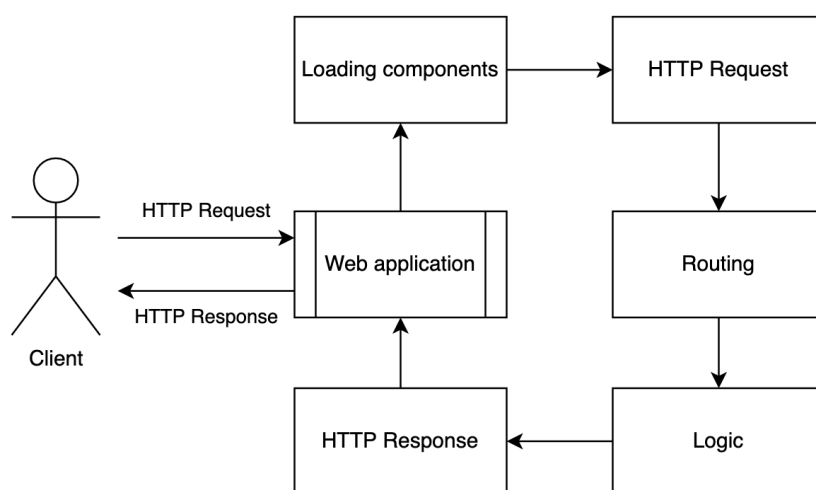 Loading components
HTTP Request
HTTP Request
Web application
Routing
HTTP Response
Client
HTTP Response
Logic